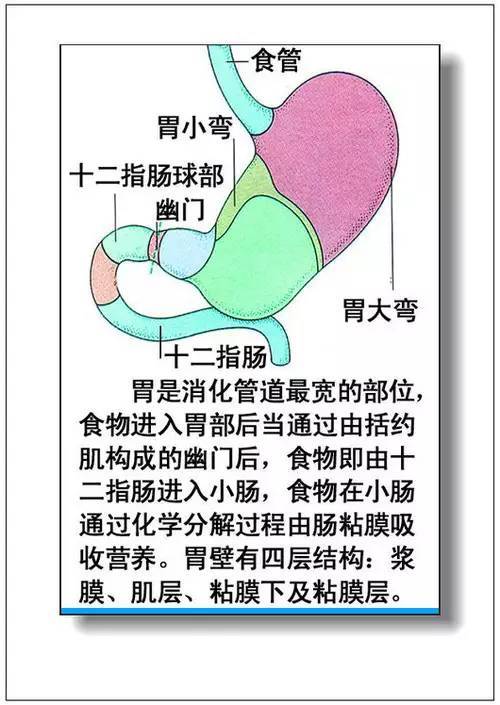 食管
胃小弯
十二指肠球部
幽门
胃大弯
十二指肠
胃是消化管道最宽的部位，
食物进入胃部后当通过由括约
肌构成的幽门后，食物即由十
二指肠进入小肠，食物在小肠
通过化学分解过程由肠粘膜吸
收营养。胃壁有四层结构：浆
膜、肌层、粘膜下及粘膜层。